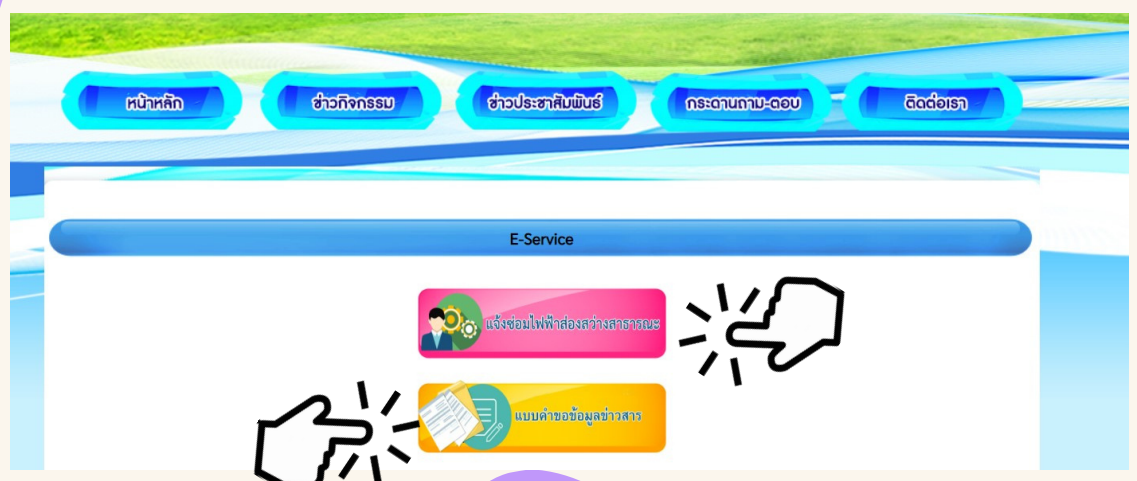 หน้าหลัก
ข่าวกิจกรรม
ข่าวประชาสัมพันธ์
กระดานถาม-ตอบ
ติดต่อเรา
E-Service
แจ้งซ่อมไฟฟ้าส่องสว่างสาธารณะ
แบบคำขอข้อมูลข่าวสาร